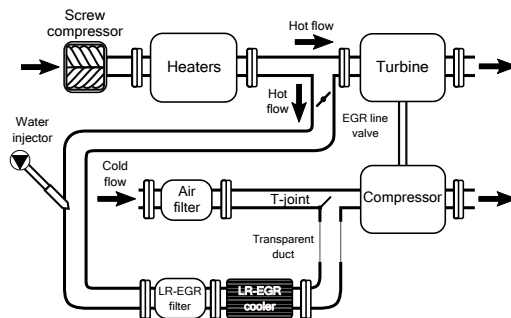 Screw
compressor
Heaters
Hot flow
Turbine
Hot
flow
EGR line
valve
Water
injector
Cold
flow
Air
filter
T-joint
Compressor
Transparent
duct
LR-EGR
filter
LR-EGR
cooler